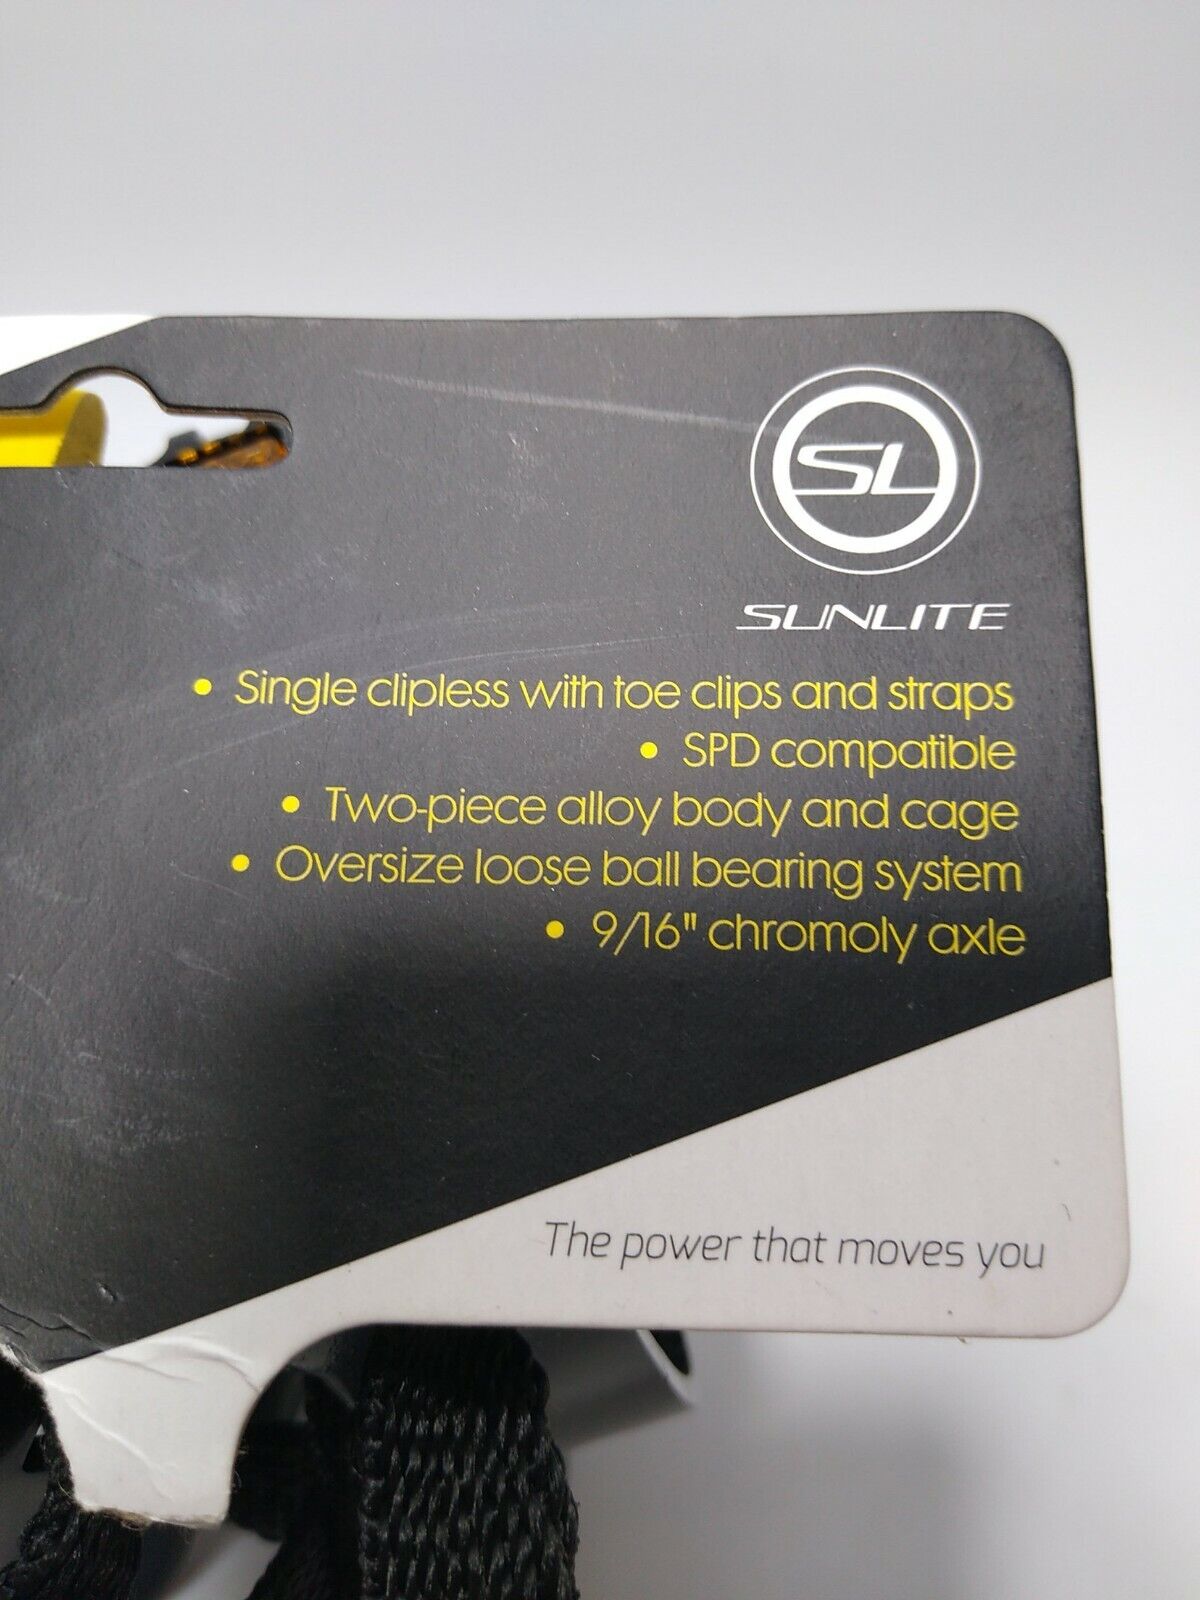 SL
SUNLITE
• Single clipless with toe clips and straps
• SPD compatible
• Two-piece alloy body and cage
• Oversize loose ball bearing system
• 9/16" chromoly axle
The power that moves you